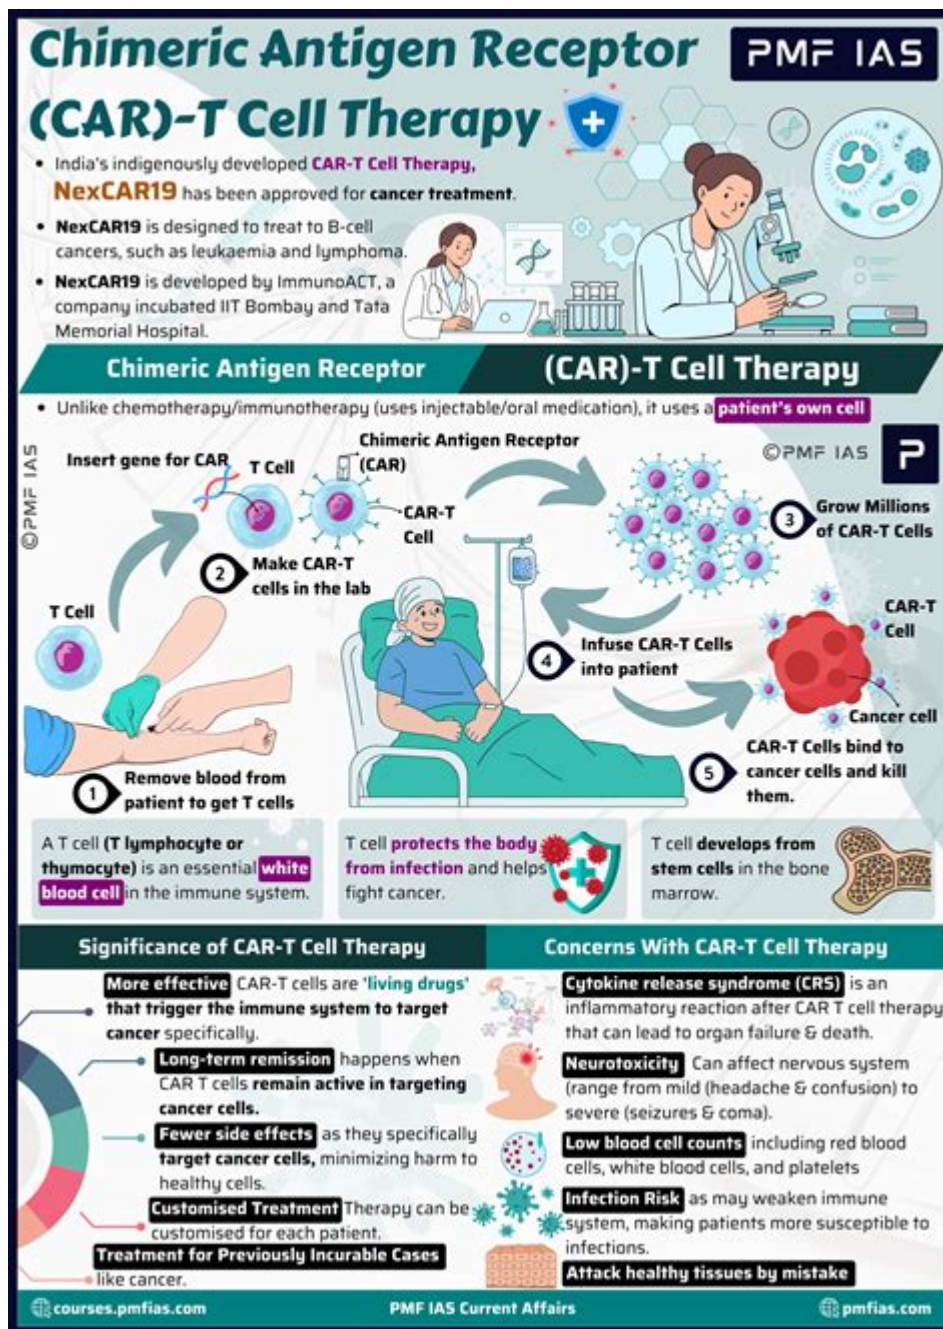 Chimeric Antigen Receptor
(CAR)-T Cell Therapy
PMF IAS
• India's indigenously developed CAR-T Cell Therapy,
NexCAR19 has been approved for cancer treatment.
• NexCAR19 is designed to treat to B-cell
cancers, such as leukaemia and lymphoma.
• NexCAR19 is developed by ImmunoACT, a
company incubated IIT Bombay and Tata
Memorial Hospital.
Chimeric Antigen Receptor
(CAR)-T Cell Therapy
• Unlike chemotherapy/immunotherapy (uses injectable/oral medication), it uses a patient's own cell
©PMF IAS
Insert gene for CAR
T Cell
Chimeric Antigen Receptor
(CAR)
CAR-T
Cell
©PMF IAS
P
3 Grow Millions
of CAR-T Cells
2 Make CAR-T
cells in the lab
T Cell
4 Infuse CAR-T Cells
into patient
CAR-T
Cell
Cancer cell
1 Remove blood from
patient to get T cells
5 CAR-T Cells bind to
cancer cells and kill
them.
A T cell (T lymphocyte or
thymocyte) is an essential white
blood cell in the immune system.
T cell protects the body
from infection and helps
fight cancer.
T cell develops from
stem cells in the bone
marrow.
Significance of CAR-T Cell Therapy
More effective CAR-T cells are 'living drugs'
that trigger the immune system to target
cancer specifically.
Long-term remission happens when
CAR T cells remain active in targeting
cancer cells.
Fewer side effects as they specifically
target cancer cells, minimizing harm to
healthy cells.
Customised Treatment Therapy can be
customised for each patient.
Treatment for Previously Incurable Cases
like cancer.
Concerns With CAR-T Cell Therapy
Cytokine release syndrome (CRS) is an
inflammatory reaction after CAR T cell therapy
that can lead to organ failure & death.
Neurotoxicity Can affect nervous system
(range from mild (headache & confusion) to
severe (seizures & coma).
Low blood cell counts including red blood
cells, white blood cells, and platelets
Infection Risk as may weaken immune
system, making patients more susceptible to
infections.
Attack healthy tissues by mistake
courses.pmfias.com
PMF IAS Current Affairs
pmfias.com